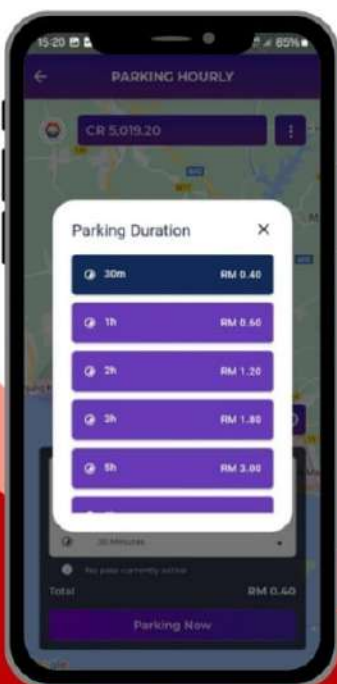 15:20
65%
PARKING HOURLY
CR 5,019.20
Parking Duration
30m RM 0.40
1h RM 0.60
2h RM 1.20
3h RM 1.80
5h RM 3.00
30 Minutes
No pass currently active
Total RM 0.40
Parking Now